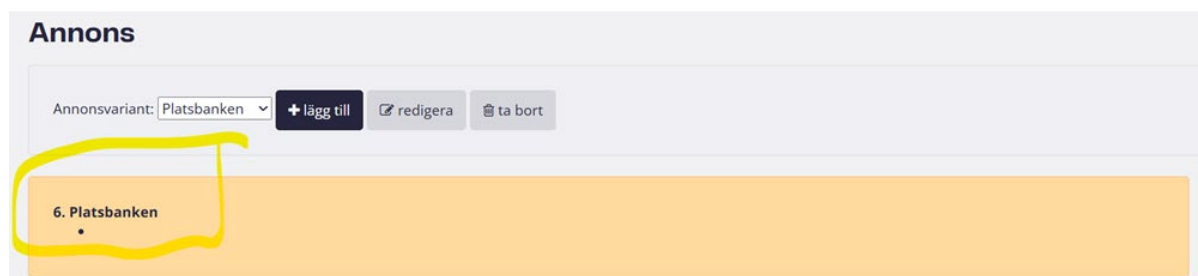 Annons
Annonsvariant: Platsbanken lägg till redigera ta bort
6. Platsbanken